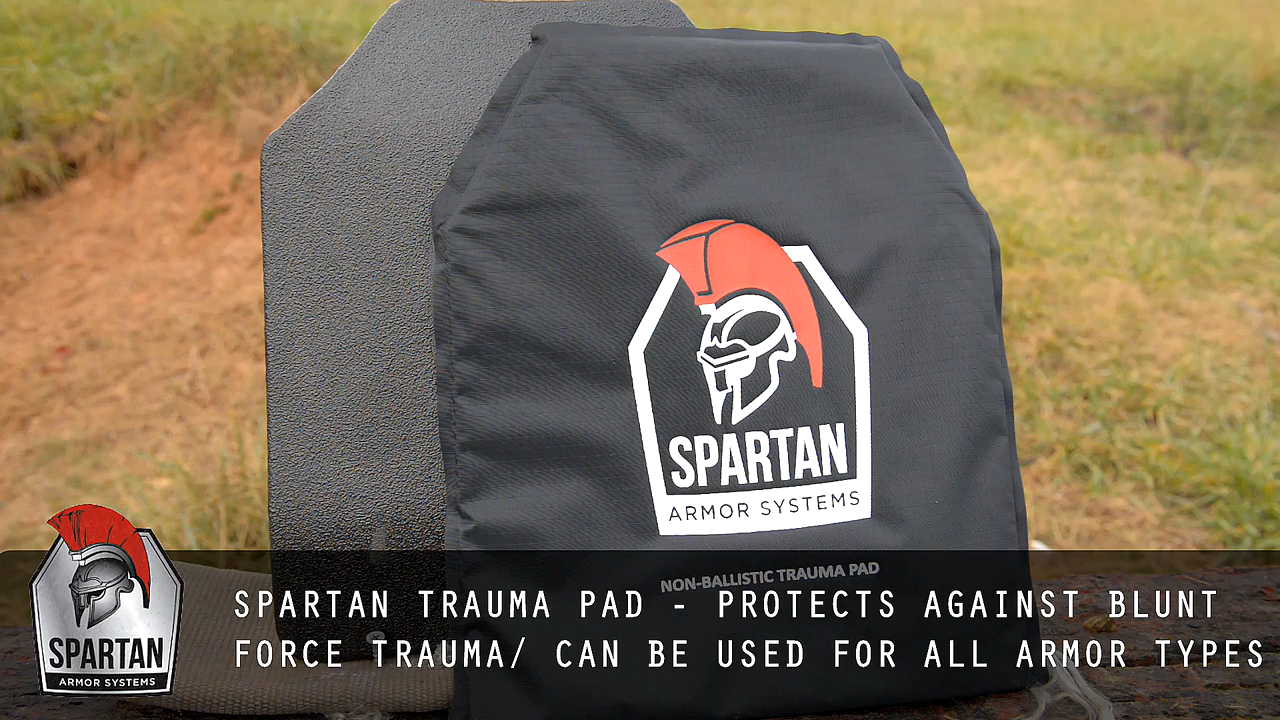 SPARTAN
ARMOR SYSTEMS
NON-BALLISTIC TRAUMA PAD
SPARTAN
ARMOR SYSTEMS
SPARTAN TRAUMA PAD - PROTECTS AGAINST BLUNT
FORCE TRAUMA/ CAN BE USED FOR ALL ARMOR TYPES